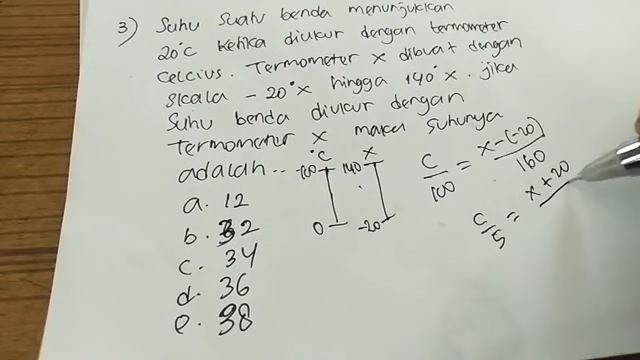 3) Suhu suatu benda menunjukkan
20°C ketika diukur dengan termometer
Celcius. Termometer x dibuat dengan
skala -20°x hingga 140°x. jika
Suhu benda diukur dengan
termometer x maka suhunya
adalah..
a. 12
b. 32
c. 34
d. 36
e. 38
°C x
100 140
0 -20
C/100 = x-(-20)/160
C/5 = x+20